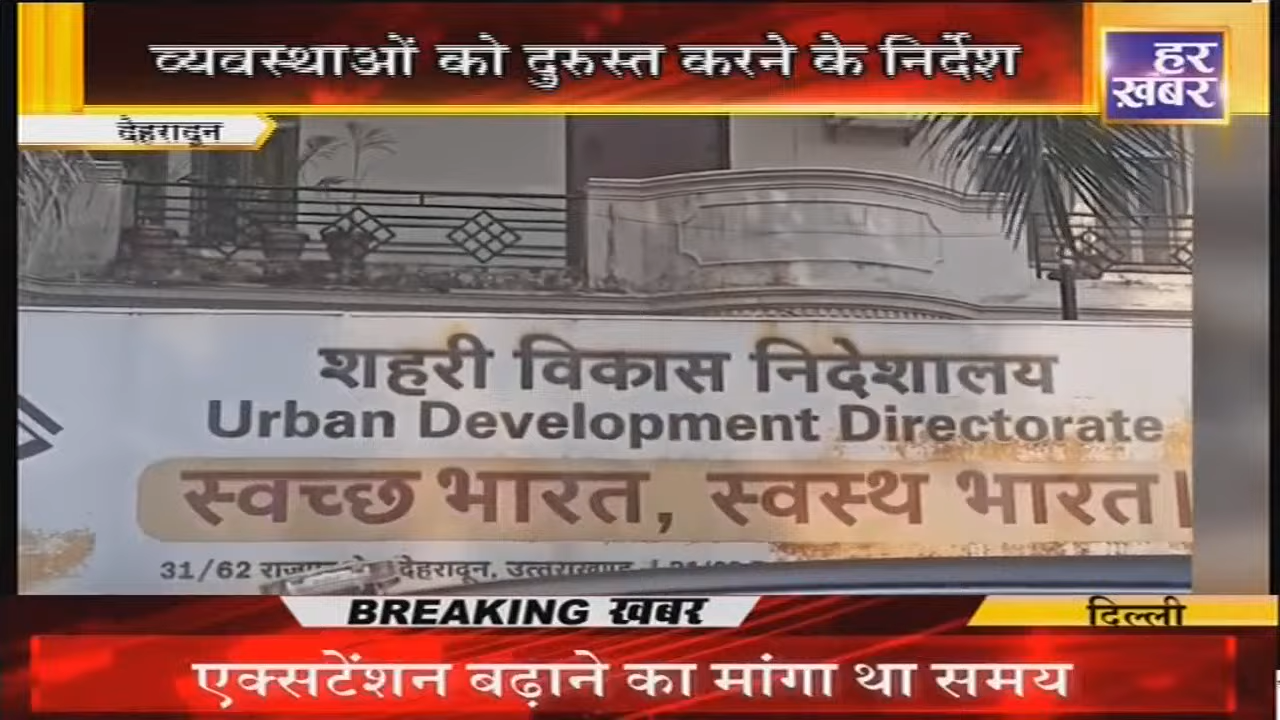 व्यवस्थाओं को दुरुस्त करने के निर्देश
हर
ख़बर
देहरादून
शहरी विकास निदेशालय
Urban Development Directorate
स्वच्छ भारत, स्वस्थ भारत।
31/62 देहरादून, उत्तराखण्ड
BREAKING खबर
दिल्ली
एक्सटेंशन बढ़ाने का मांगा था समय